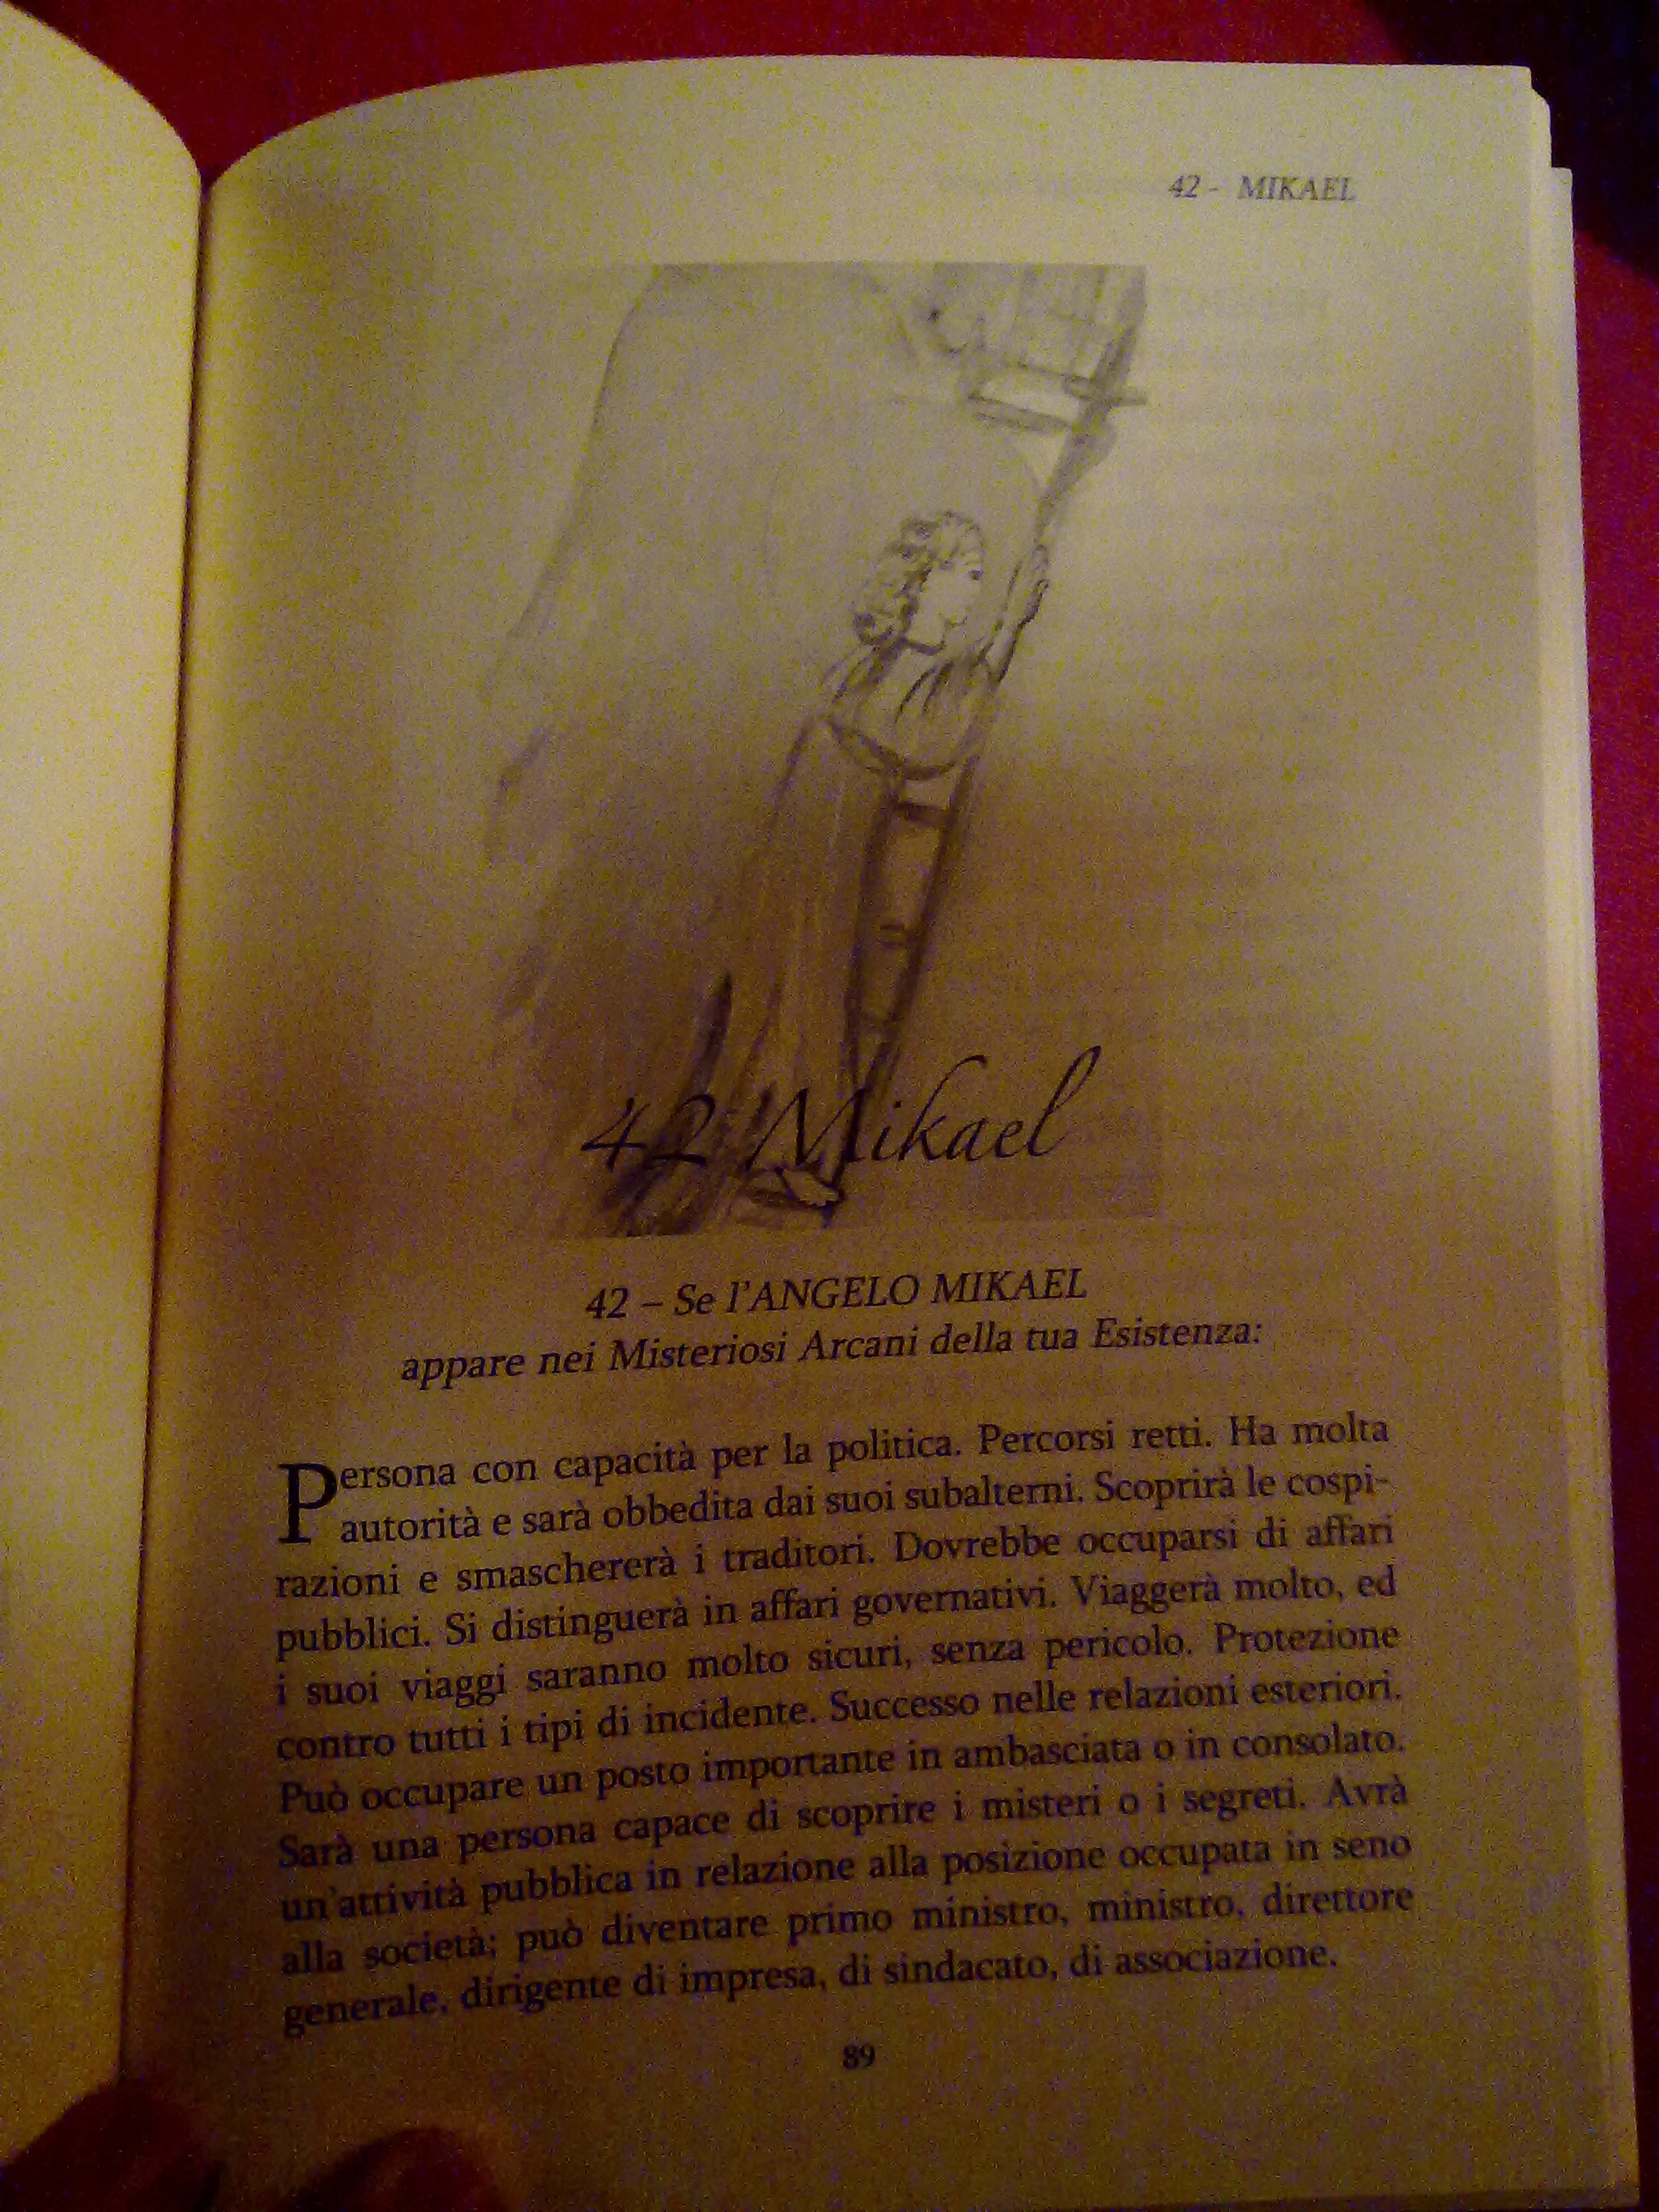 42 - MIKAEL
42 Mikael
42 – Se l'ANGELO MIKAEL
appare nei Misteriosi Arcani della tua Esistenza:
Persona con capacità per la politica. Percorsi retti. Ha molta
autorità e sarà obbedita dai suoi subalterni. Scoprirà le cospi-
razioni e smaschererà i traditori. Dovrebbe occuparsi di affari
pubblici. Si distinguerà in affari governativi. Viaggerà molto, ed
i suoi viaggi saranno molto sicuri, senza pericolo. Protezione
contro tutti i tipi di incidente. Successo nelle relazioni esteriori.
Può occupare un posto importante in ambasciata o in consolato.
Sarà una persona capace di scoprire i misteri o i segreti. Avrà
un'attività pubblica in relazione alla posizione occupata in seno
alla società; può diventare primo ministro, ministro, direttore
generale, dirigente di impresa, di sindacato, di associazione.
89